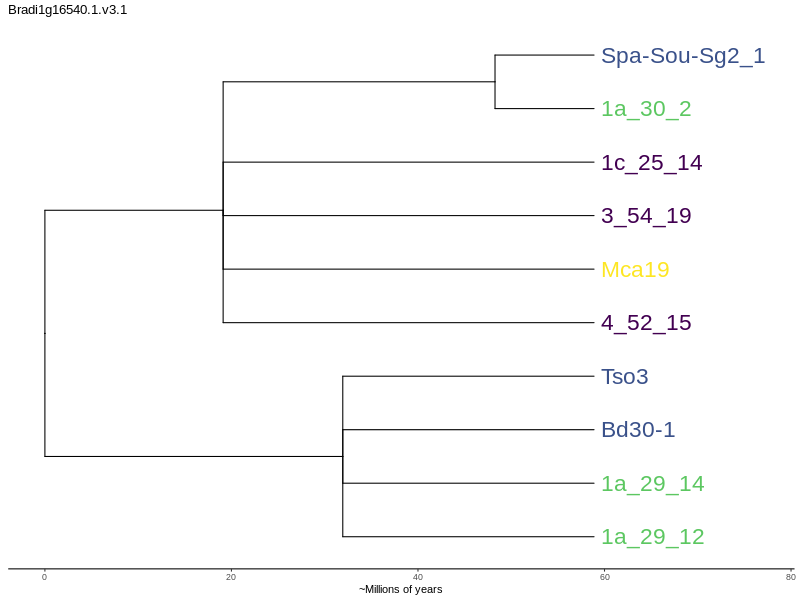 Bradi1g16540.1.v3.1
Spa-Sou-Sg2_1
1a_30_2
1c_25_14
3_54_19
Mca19
4_52_15
Tso3
Bd30-1
1a_29_14
1a_29_12
0 20 40 60 80
~Millions of years